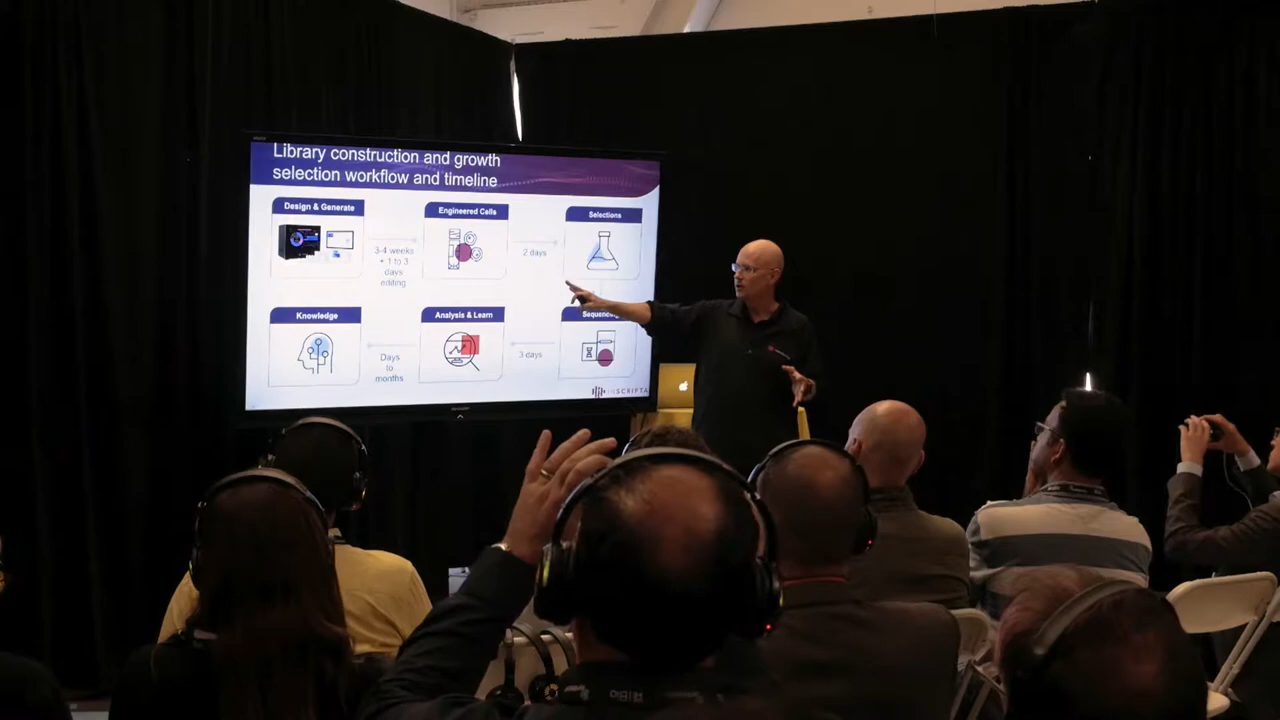 Library construction and growth
selection workflow and timeline
Design & Generate
Engineered Cells
Selections
3-4 weeks
+ 1 to 3
days
editing
2 days
Knowledge
Analysis & Learn
Sequencing
Days
to
months
3 days
INSCRIPTA